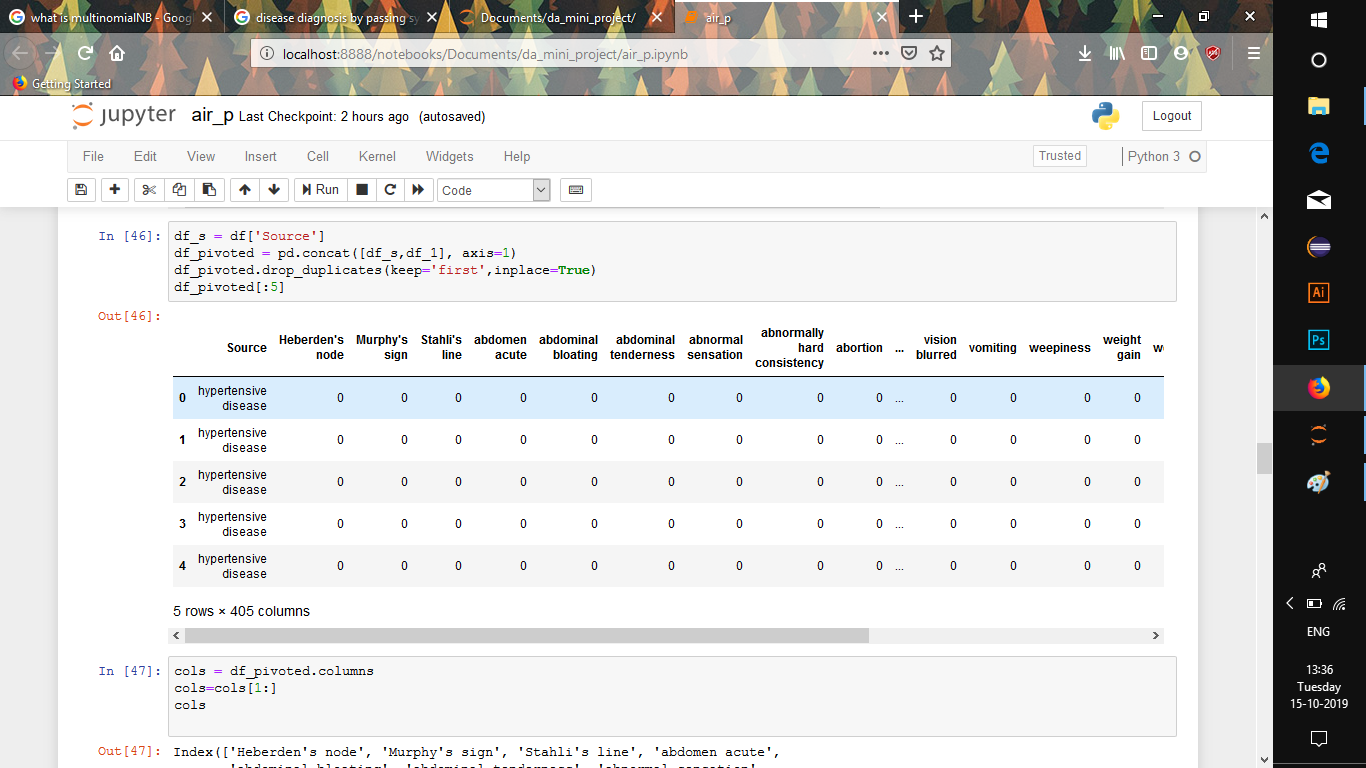 what is multinomialNB - Goog
disease diagnosis by passing sy
Documents/da_mini_project/
air_p
localhost:8888/notebooks/Documents/da_mini_project/air_p.ipynb
Getting Started
jupyter air_p Last Checkpoint: 2 hours ago (autosaved)
Logout
File Edit View Insert Cell Kernel Widgets Help
Trusted
Python 3
Run
Code
In [46]:
df_s = df['Source']
df_pivoted = pd.concat([df_s,df_1], axis=1)
df_pivoted.drop_duplicates(keep='first',inplace=True)
df_pivoted[:5]
Out[46]:
Source Heberden's node Murphy's sign Stahli's line abdomen acute abdominal bloating abdominal tenderness abnormal sensation abnormally hard consistency abortion ... vision blurred vomiting weepiness weight gain we
0 hypertensive disease 0 0 0 0 0 0 0 0 0 ... 0 0 0 0
1 hypertensive disease 0 0 0 0 0 0 0 0 0 ... 0 0 0 0
2 hypertensive disease 0 0 0 0 0 0 0 0 0 ... 0 0 0 0
3 hypertensive disease 0 0 0 0 0 0 0 0 0 ... 0 0 0 0
4 hypertensive disease 0 0 0 0 0 0 0 0 0 ... 0 0 0 0
5 rows × 405 columns
In [47]:
cols = df_pivoted.columns
cols=cols[1:]
cols
Out[47]:
Index(['Heberden's node', 'Murphy's sign', 'Stahli's line', 'abdomen acute',
'abdominal bloating', 'abdominal tenderness', 'abnormal sensation',
Ai
Ps
ENG
13:36
Tuesday
15-10-2019